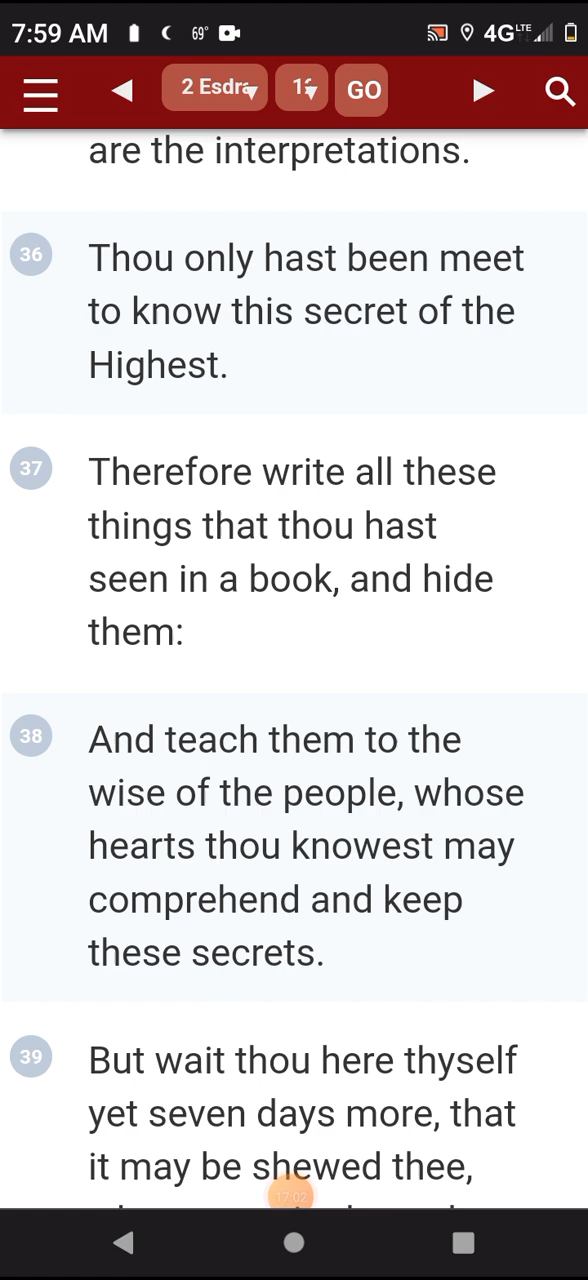 7:59 AM 69° 4G LTE
2 Esdra GO
are the interpretations.
36 Thou only hast been meet
to know this secret of the
Highest.
37 Therefore write all these
things that thou hast
seen in a book, and hide
them:
38 And teach them to the
wise of the people, whose
hearts thou knowest may
comprehend and keep
these secrets.
39 But wait thou here thyself
yet seven days more, that
it may be shewed thee,
17:02